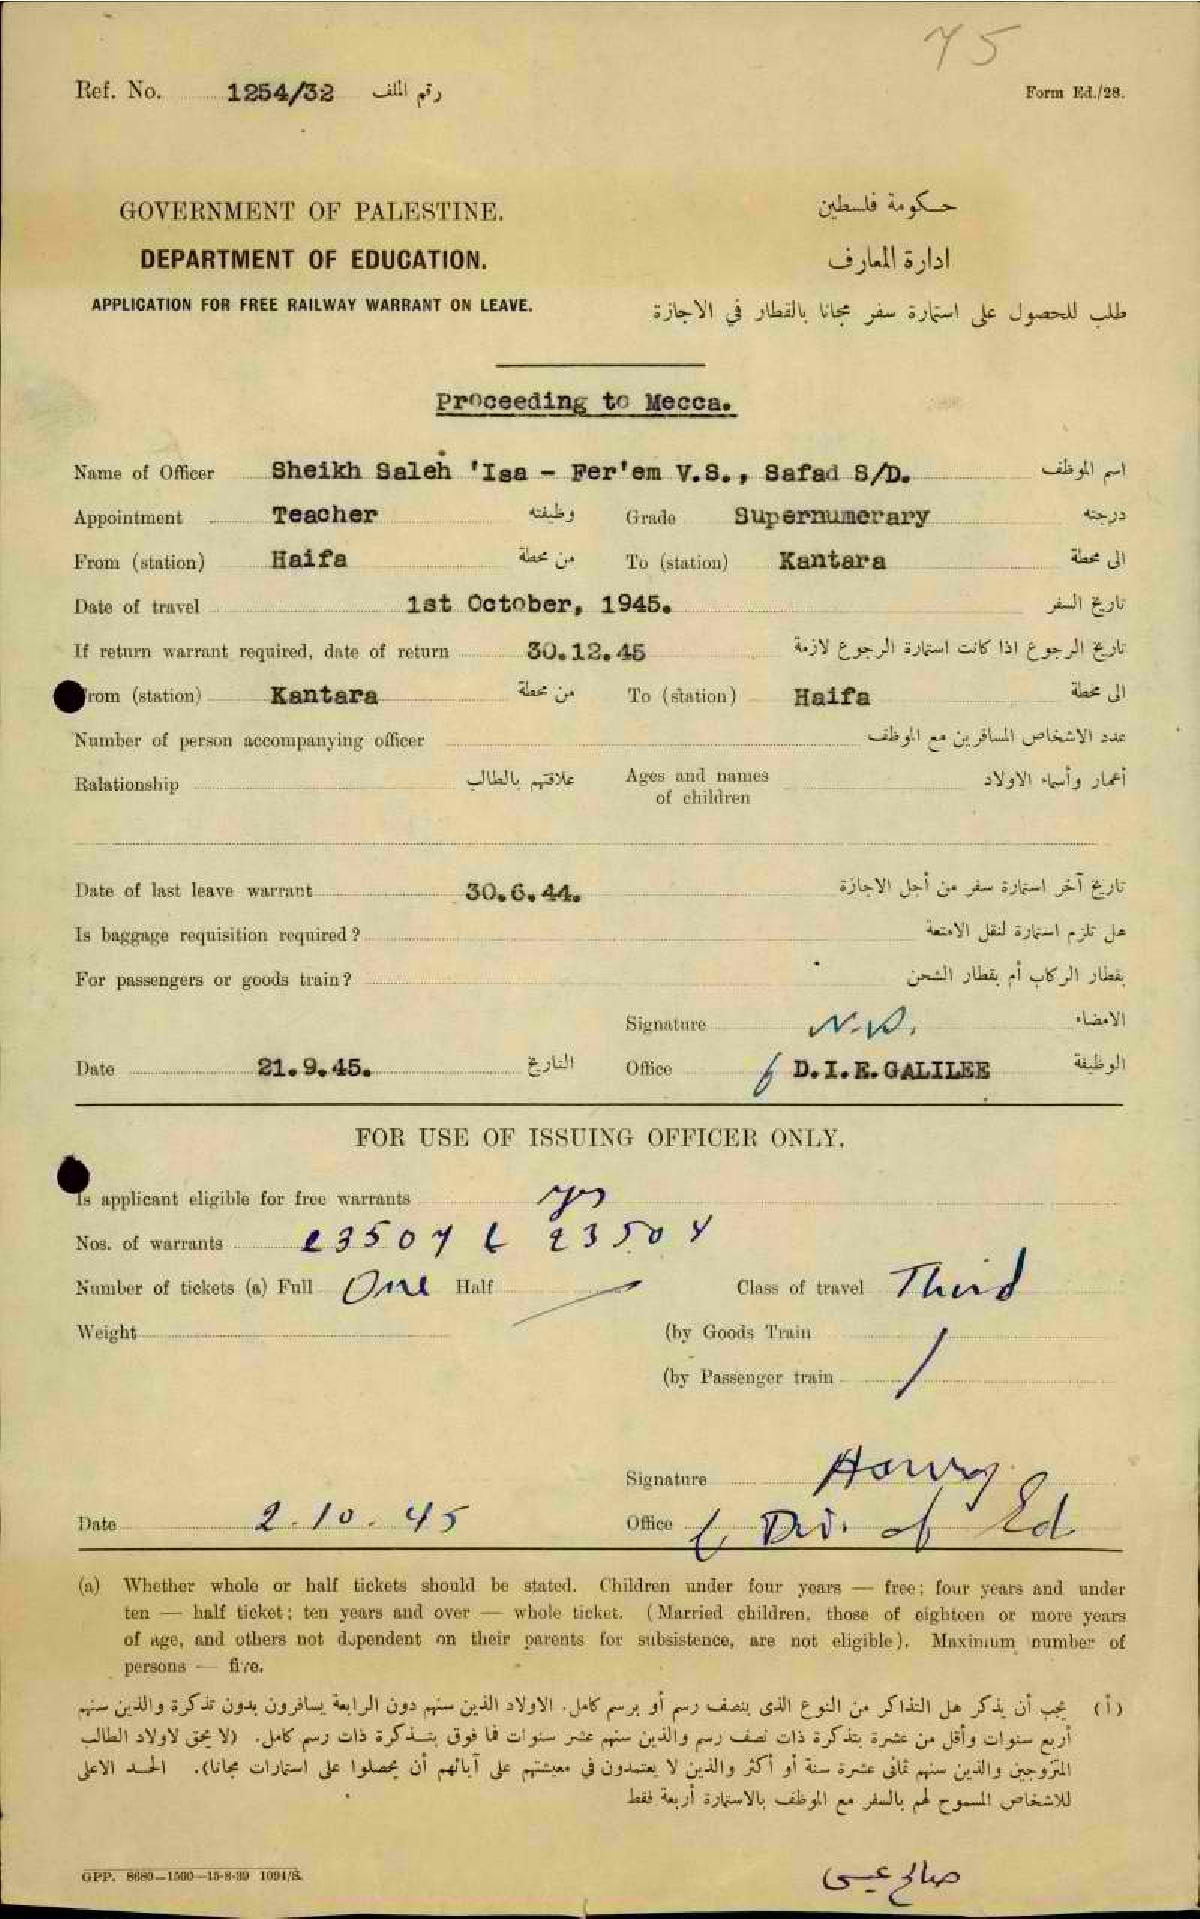 75
Ref. No. 1254/32 رقم الملف
Form Ed./28.
GOVERNMENT OF PALESTINE. حكومة فلسطين
DEPARTMENT OF EDUCATION. ادارة المعارف
APPLICATION FOR FREE RAILWAY WARRANT ON LEAVE. طلب للحصول على استمارة سفر مجانا بالقطار في الاجازة
Proceeding to Mecca.
Name of Officer Sheikh Saleh 'Isa - Fer'em V.S., Safad S/D. اسم الموظف
Appointment Teacher وظيفته Grade Supernumerary درجته
From (station) Haifa من محطة To (station) Kantara الى محطة
Date of travel 1st October, 1945. تاريخ السفر
If return warrant required, date of return 30.12.45 تاريخ الرجوع اذا كانت استمارة الرجوع لازمة
From (station) Kantara من محطة To (station) Haifa الى محطة
Number of person accompanying officer عدد الاشخاص المسافرين مع الموظف
Ralationship علاقتهم بالطالب Ages and names of children أعمار وأسماء الاولاد
Date of last leave warrant 30.6.44. تاريخ آخر استمارة سفر من أجل الاجازة
Is baggage requisition required? هل تلزم استمارة لنقل الامتعة
For passengers or goods train? بقطار الركاب أم بقطار الشحن
Signature الامضاء
Date 21.9.45. التاريخ Office D.I.E. GALILEE الوظيفة
FOR USE OF ISSUING OFFICER ONLY.
Is applicant eligible for free warrants yes
Nos. of warrants
Number of tickets (a) Full One Half Class of travel Third
Weight (by Goods Train
(by Passenger train
Signature
Date 2.10.45 Office Dir. of Ed
(a) Whether whole or half tickets should be stated. Children under four years — free; four years and under
ten — half ticket; ten years and over — whole ticket. (Married children, those of eighteen or more years
of age, and others not dependent on their parents for subsistence, are not eligible). Maximum number of
persons — five.
(أ) يجب أن يذكر هل التذاكر من النوع الذى بنصف رسم أو برسم كامل. الاولاد الذين سنهم دون الرابعة يسافرون بدون تذكرة والذين سنهم
أربع سنوات وأقل من عشرة بتذكرة ذات نصف رسم والذين سنهم عشر سنوات فما فوق بتذكرة ذات رسم كامل. (لا يحق لاولاد الطالب
المتزوجين والذين سنهم ثمانى عشرة سنة أو أكثر والذين لا يعتمدون في معيشتهم على آبائهم أن يحصلوا على استمارات مجانا). الحد الاعلى
للاشخاص المسموح لهم بالسفر مع الموظف بالاستمارة أربعة فقط
GPP. 8689—1500—15-8-39 1094/S.
صالح عيسى